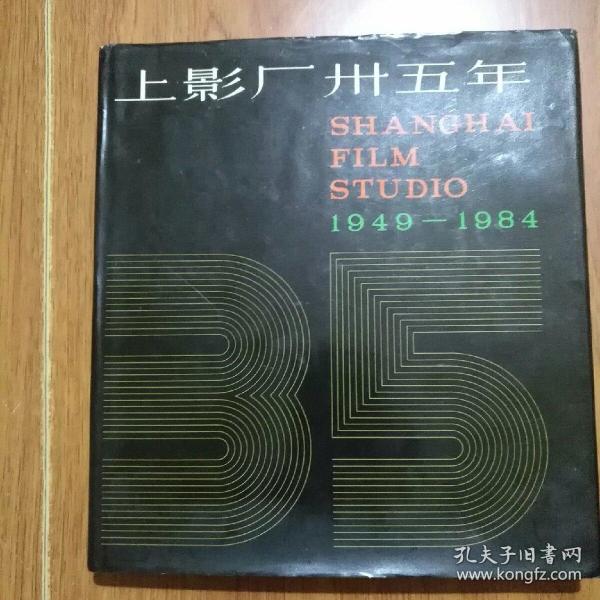 上影厂卅五年
SHANGHAI
FILM
STUDIO
1949－1984
35
孔夫子旧书网
www.kongfz.com